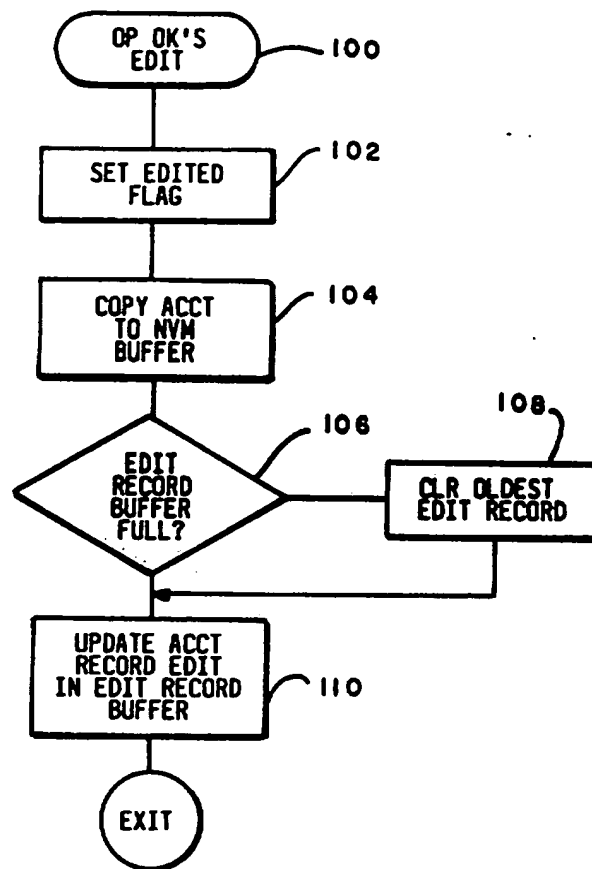 OP OK'S
EDIT
100
SET EDITED
FLAG
102
COPY ACCT
TO NVM
BUFFER
104
EDIT
RECORD
BUFFER
FULL?
106
CLR OLDEST
EDIT RECORD
108
UPDATE ACCT
RECORD EDIT
IN EDIT RECORD
BUFFER
110
EXIT